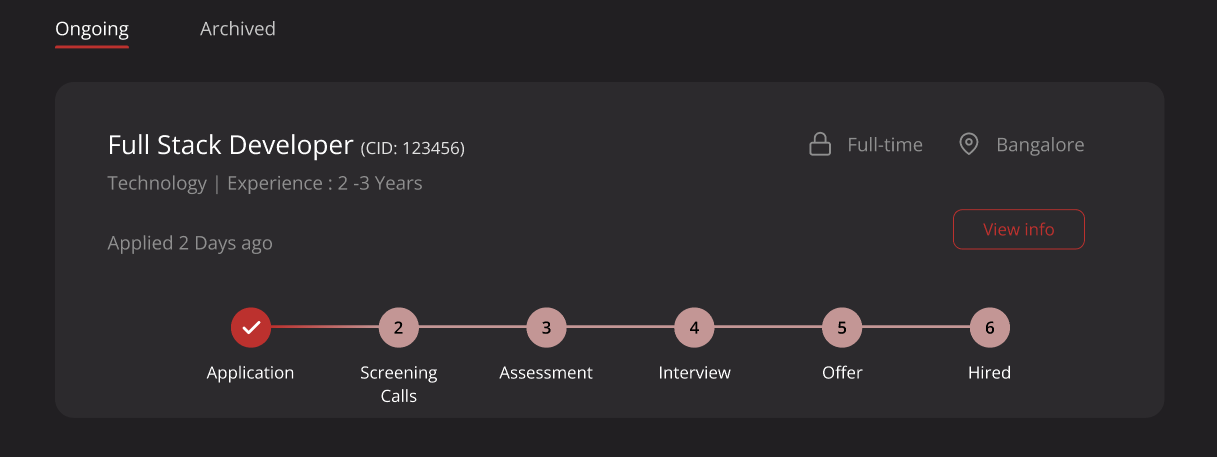 Ongoing
Archived
Full Stack Developer (CID: 123456)
Full-time
Bangalore
Technology | Experience : 2 -3 Years
View info
Applied 2 Days ago
2
3
4
5
6
Application
Screening
Calls
Assessment
Interview
Offer
Hired